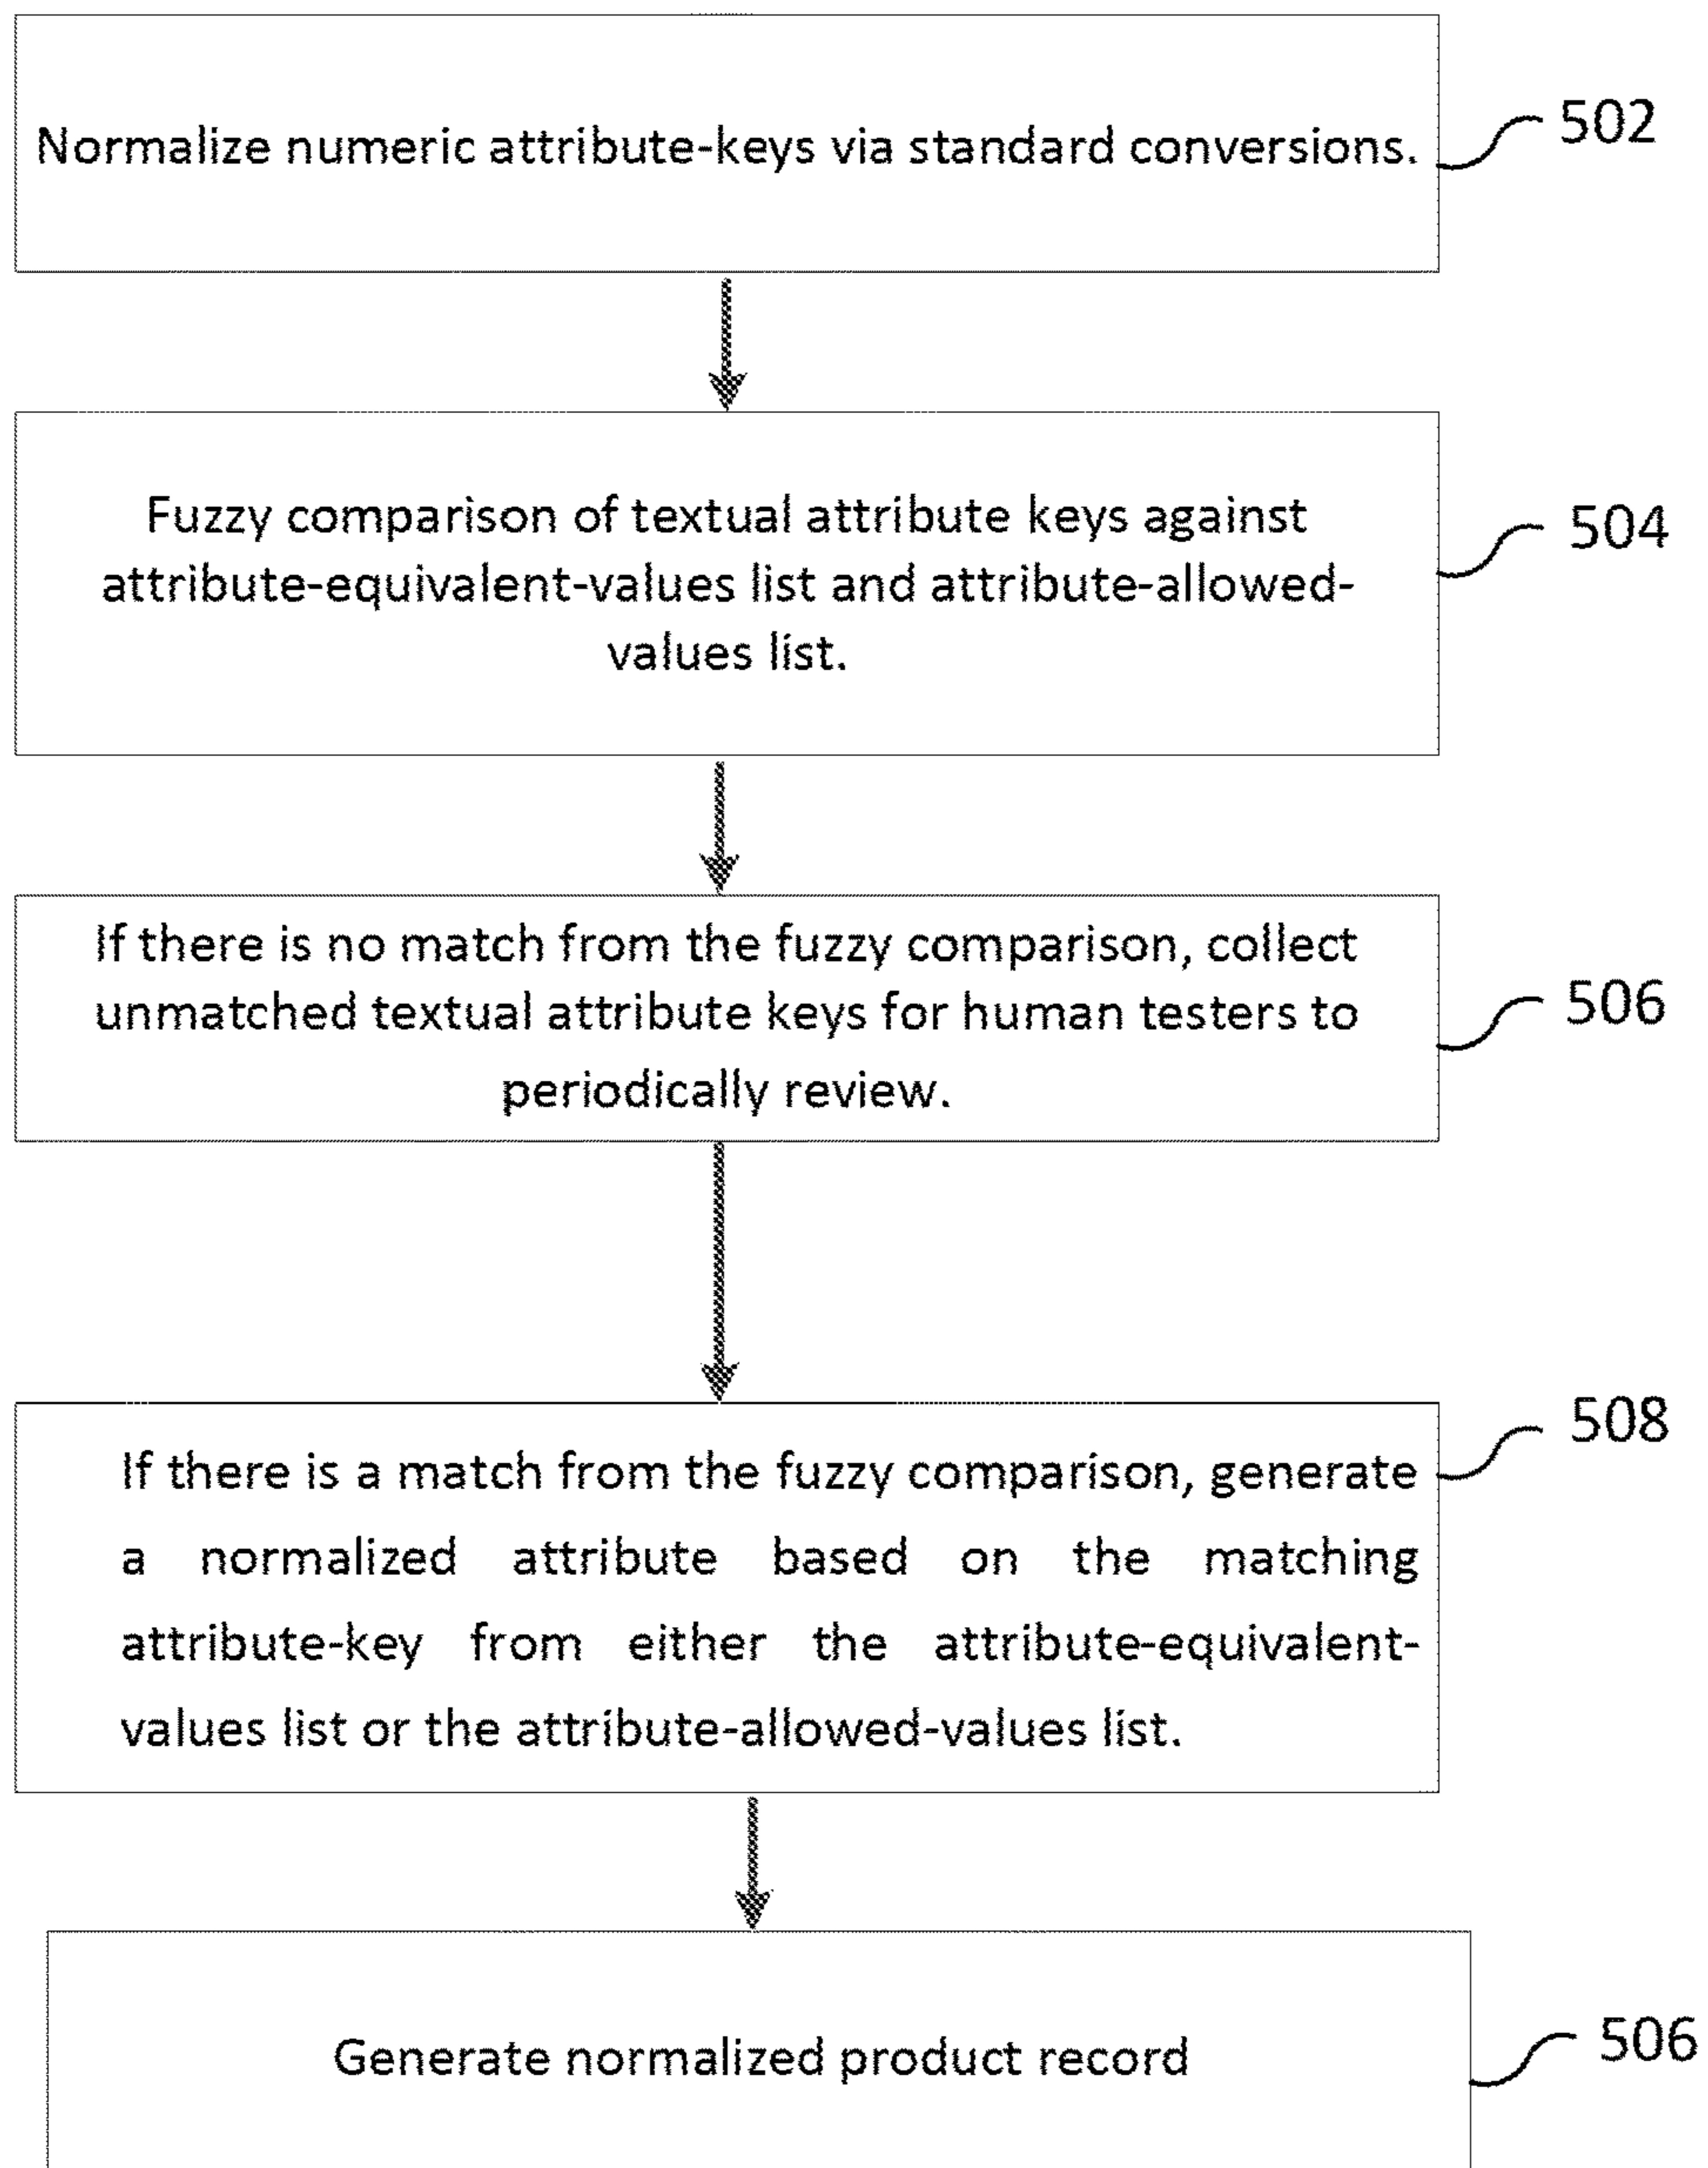 Normalize numeric attribute-keys via standard conversions.
502
Fuzzy comparison of textual attribute keys against
attribute-equivalent-values list and attribute-allowed-
values list.
504
If there is no match from the fuzzy comparison, collect
unmatched textual attribute keys for human testers to
periodically review.
506
If there is a match from the fuzzy comparison, generate
a normalized attribute based on the matching
attribute-key from either the attribute-equivalent-
values list or the attribute-allowed-values list.
508
Generate normalized product record
506